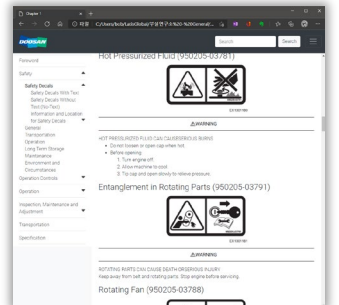 Chapter 1
파일 C:/Users/
DOOSAN
Search
Search
Foreword
Safety
Safety Decals
Safety Decals With Text
Safety Decals Without
Text (No-Text)
Information and Location
for Safety Decals
General
Transportation
Operation
Long Term Storage
Maintenance
Environment and
Circumstances
Operation Controls
Operation
Inspection, Maintenance and
Adjustment
Transportation
Specification
Hot Pressurized Fluid (950205-03781)
WARNING
HOT PRESSURIZED FLUID CAN CAUSE SERIOUS BURNS
Do not loosen or open cap when hot.
Before opening:
1. Turn engine off
2. Allow machine to cool
3. Tip cap and open slowly to relieve pressure.
Entanglement in Rotating Parts (950205-03791)
WARNING
ROTATING PARTS CAN CAUSE DEATH OR SERIOUS INJURY
Keep away from belt and rotating parts. Stop engine before servicing.
Rotating Fan (950205-03788)